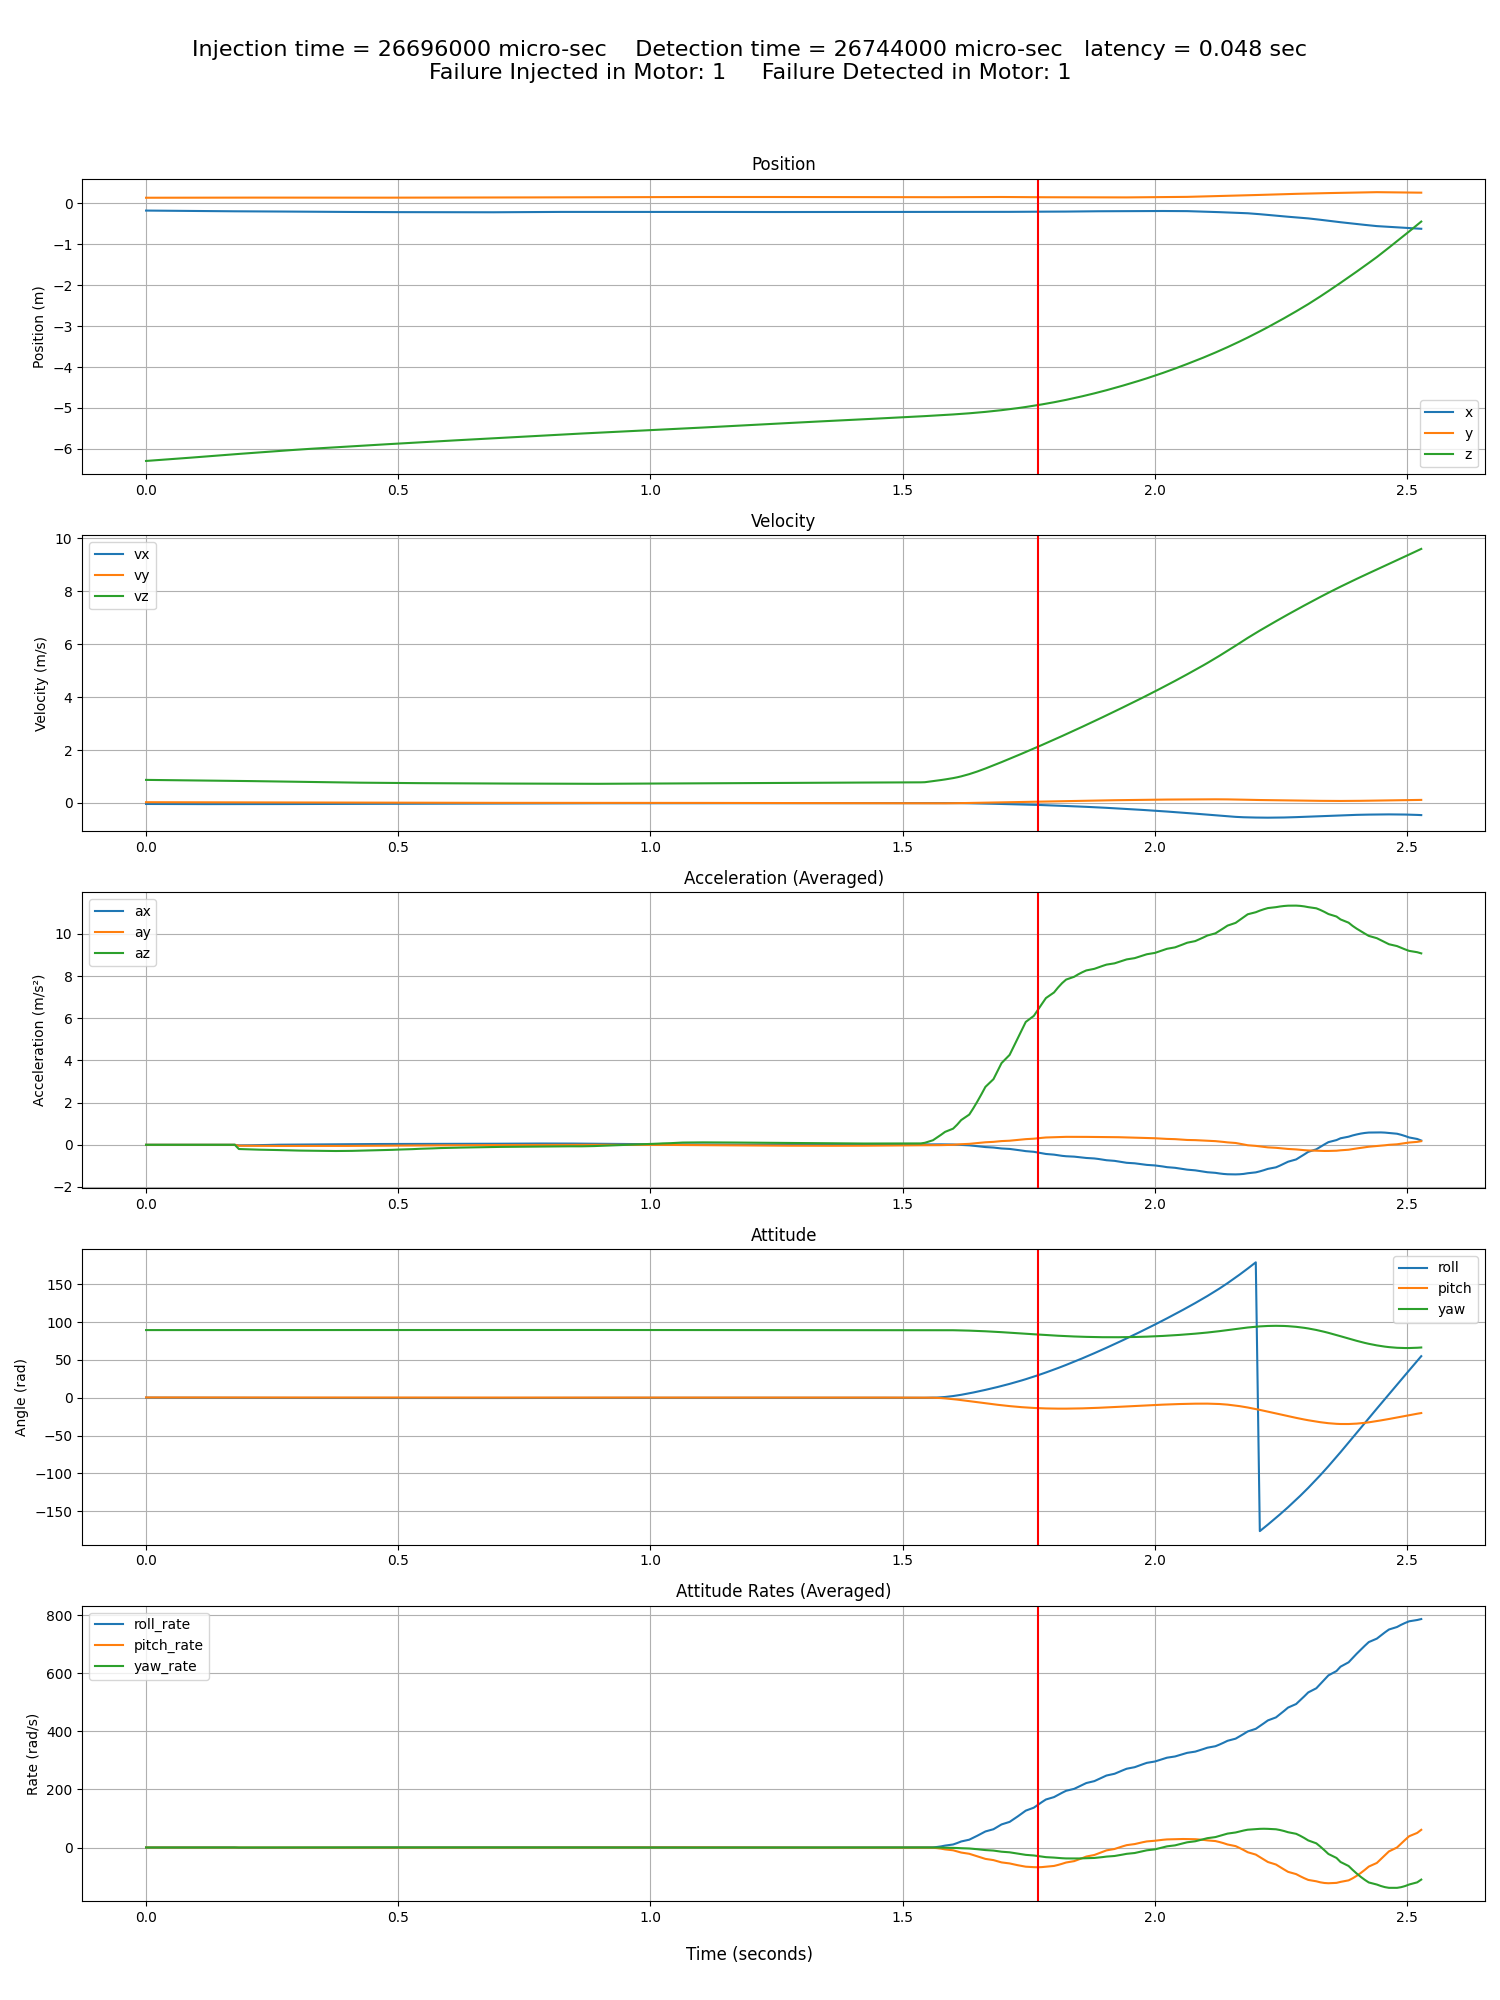 Injection time = 26696000 micro-sec    Detection time = 26744000 micro-sec   latency = 0.048 sec
Failure Injected in Motor: 1     Failure Detected in Motor: 1
Position
Position (m)
0
−1
−2
−3
−4
−5
−6
x
y
z
0.0 0.5 1.0 1.5 2.0 2.5
Velocity
Velocity (m/s)
10
8
6
4
2
0
vx
vy
vz
0.0 0.5 1.0 1.5 2.0 2.5
Acceleration (Averaged)
Acceleration (m/s²)
10
8
6
4
2
0
−2
ax
ay
az
0.0 0.5 1.0 1.5 2.0 2.5
Attitude
Angle (rad)
150
100
50
0
−50
−100
−150
roll
pitch
yaw
0.0 0.5 1.0 1.5 2.0 2.5
Attitude Rates (Averaged)
Rate (rad/s)
800
600
400
200
0
roll_rate
pitch_rate
yaw_rate
0.0 0.5 1.0 1.5 2.0 2.5
Time (seconds)